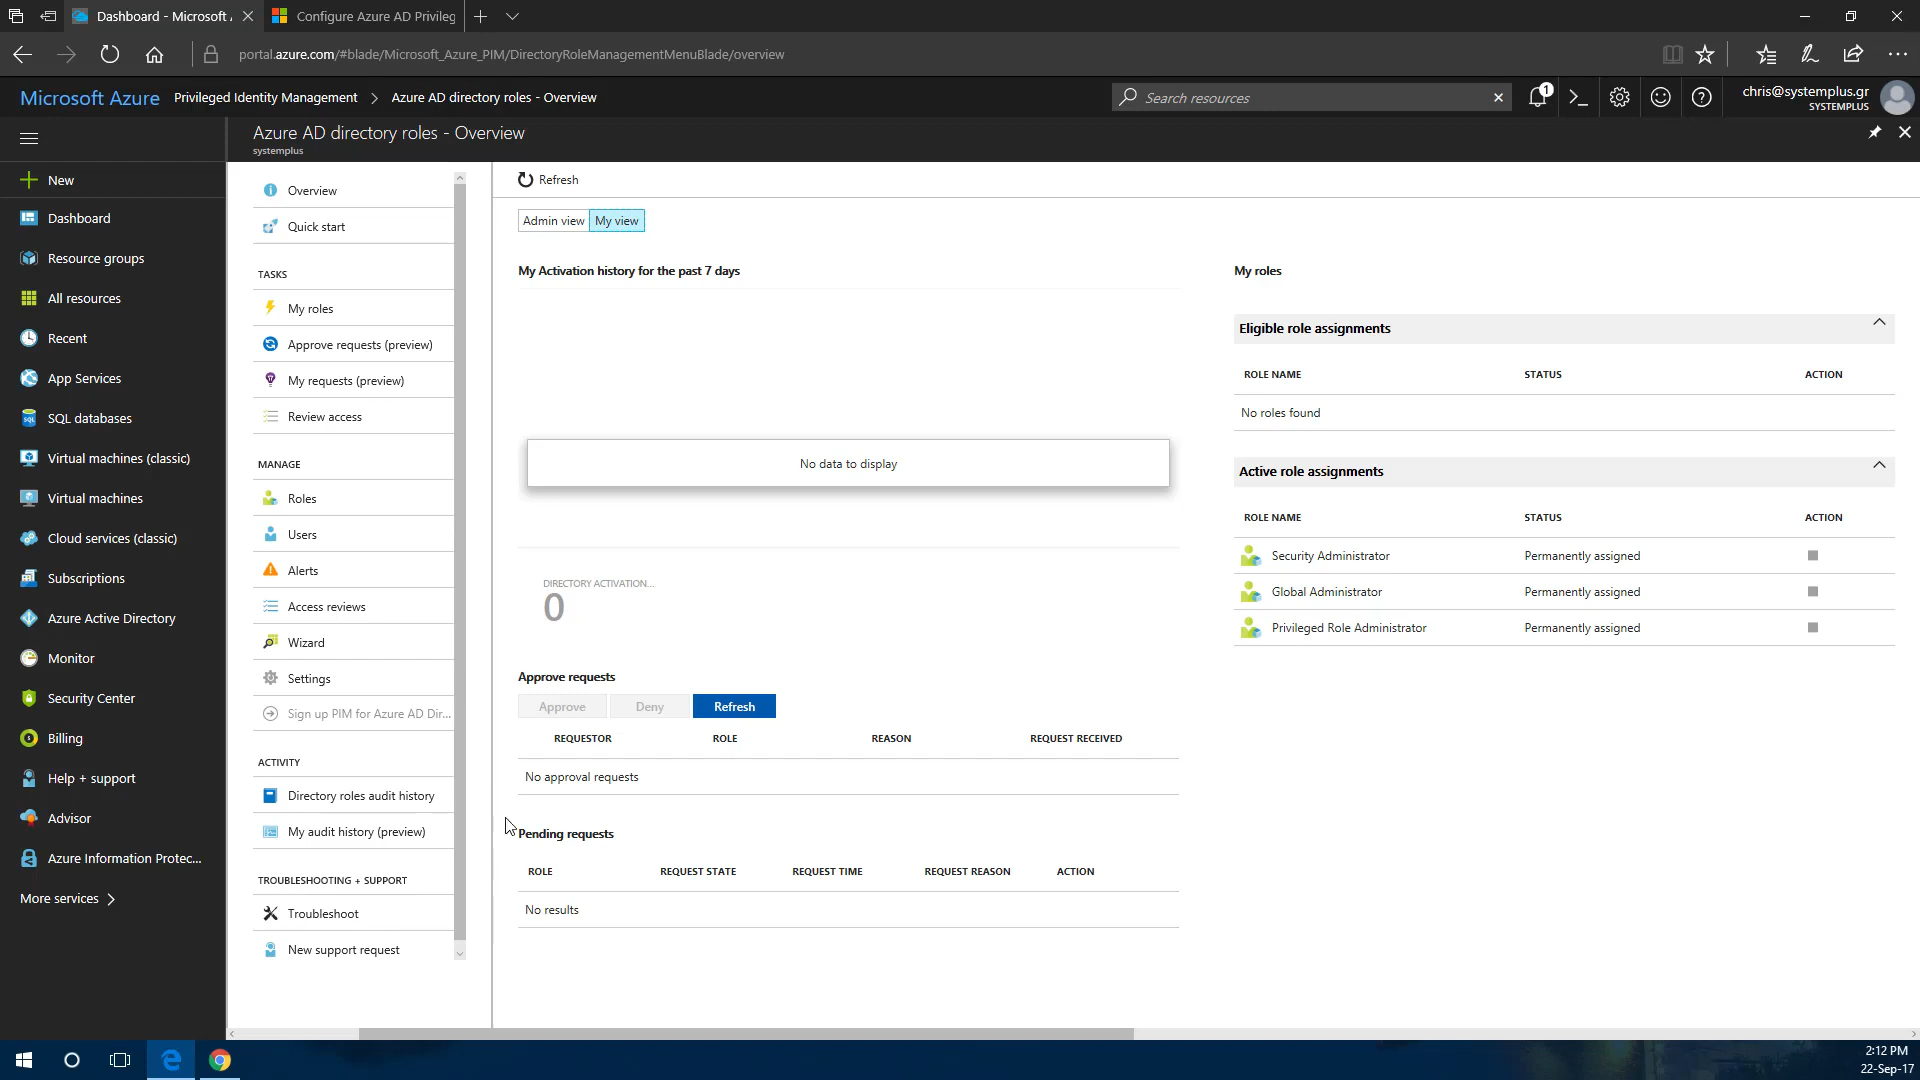 Dashboard - Microsoft A
Configure Azure AD Privileg
portal.azure.com/#blade/Microsoft_Azure_PIM/DirectoryRoleManagementMenuBlade/overview
Microsoft Azure
Privileged Identity Management
Azure AD directory roles - Overview
Search resources
1
chris@systemplus.gr
SYSTEMPLUS
Azure AD directory roles - Overview
systemplus
New
Dashboard
Resource groups
All resources
Recent
App Services
SQL databases
Virtual machines (classic)
Virtual machines
Cloud services (classic)
Subscriptions
Azure Active Directory
Monitor
Security Center
Billing
Help + support
Advisor
Azure Information Protec...
More services
Overview
Quick start
TASKS
My roles
Approve requests (preview)
My requests (preview)
Review access
MANAGE
Roles
Users
Alerts
Access reviews
Wizard
Settings
Sign up PIM for Azure AD Dir...
ACTIVITY
Directory roles audit history
My audit history (preview)
TROUBLESHOOTING + SUPPORT
Troubleshoot
New support request
Refresh
Admin view
My view
My Activation history for the past 7 days
No data to display
DIRECTORY ACTIVATION...
0
Approve requests
Approve
Deny
Refresh
REQUESTOR ROLE REASON REQUEST RECEIVED
No approval requests
Pending requests
ROLE REQUEST STATE REQUEST TIME REQUEST REASON ACTION
No results
My roles
Eligible role assignments
ROLE NAME STATUS ACTION
No roles found
Active role assignments
ROLE NAME STATUS ACTION
Security Administrator Permanently assigned
Global Administrator Permanently assigned
Privileged Role Administrator Permanently assigned
2:12 PM
22-Sep-17